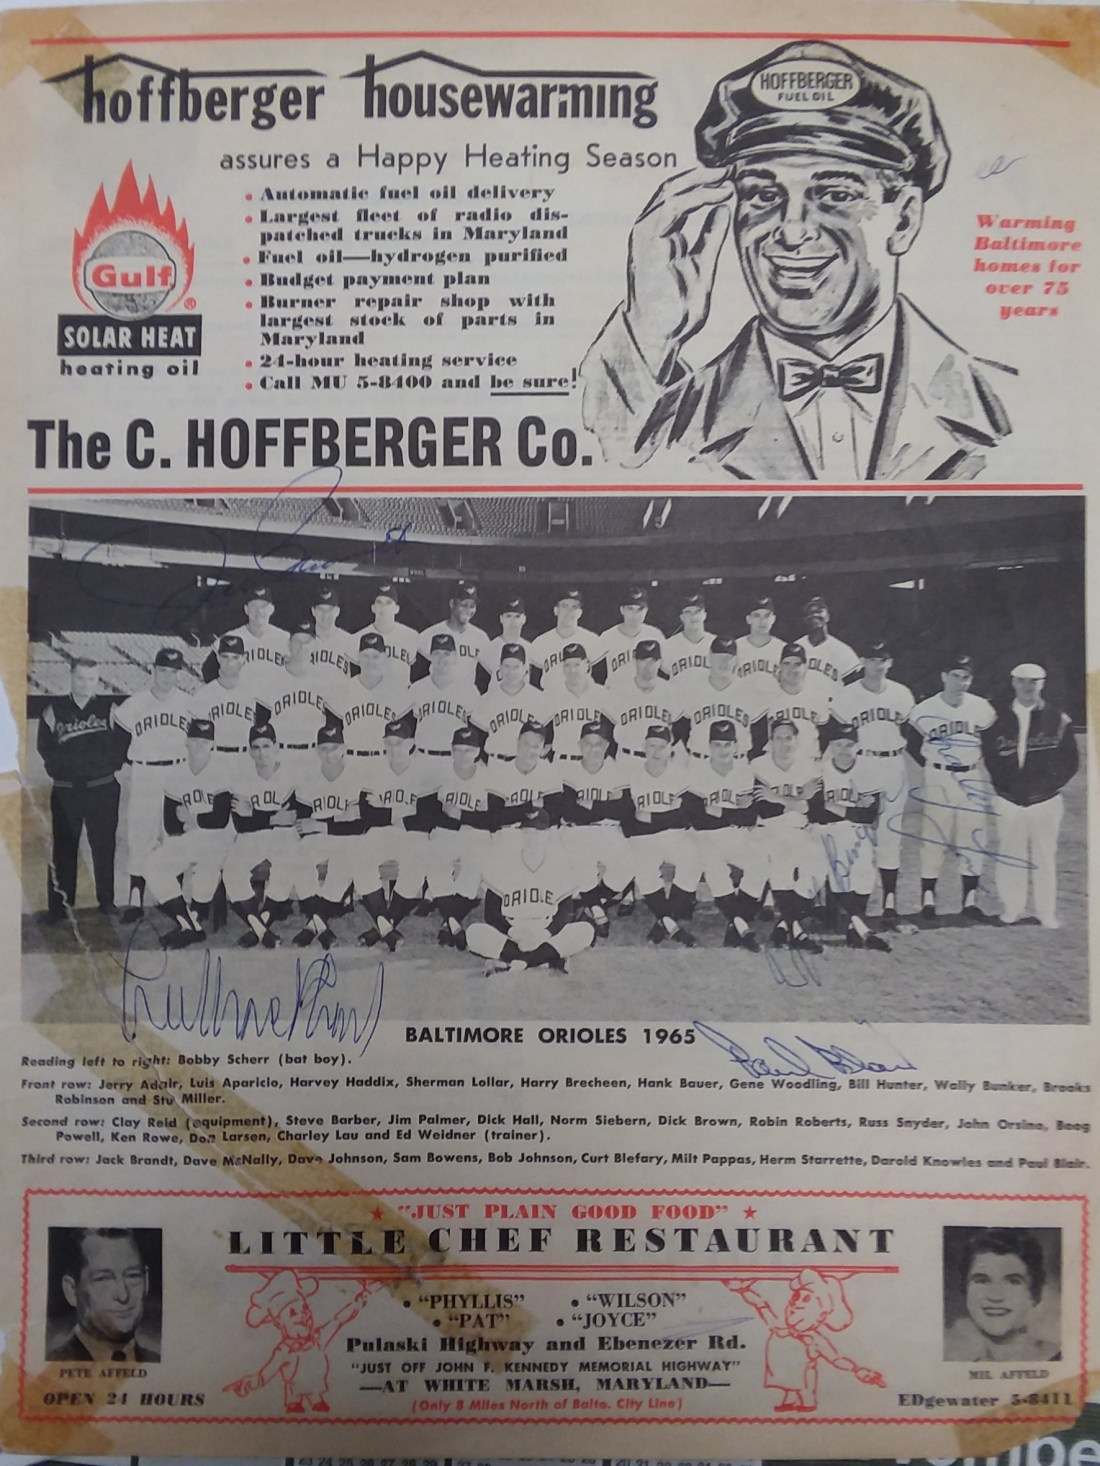 hoffberger housewarming
HOFFBERGER
FUEL OIL
assures a Happy Heating Season
• Automatic fuel oil delivery
• Largest fleet of radio dis-
patched trucks in Maryland
• Fuel oil—hydrogen purified
• Budget payment plan
• Burner repair shop with
largest stock of parts in
Maryland
• 24-hour heating service
• Call MU 5-8400 and be sure!
Gulf ®
SOLAR HEAT
heating oil
Warming
Baltimore
homes for
over 75
years
The C. HOFFBERGER Co.
BALTIMORE ORIOLES 1965
Paul Blair
Reading left to right: Bobby Scherr (bat boy).
Front row: Jerry Adair, Luis Aparicio, Harvey Haddix, Sherman Lollar, Harry Brecheen, Hank Bauer, Gene Woodling, Bill Hunter, Wally Bunker, Brooks
Robinson and Stu Miller.
Second row: Clay Reid (equipment), Steve Barber, Jim Palmer, Dick Hall, Norm Siebern, Dick Brown, Robin Roberts, Russ Snyder, John Orsino, Boog
Powell, Ken Rowe, Don Larsen, Charley Lau and Ed Weidner (trainer).
Third row: Jack Brandt, Dave McNally, Dave Johnson, Sam Bowens, Bob Johnson, Curt Blefary, Milt Pappas, Herm Starrette, Darold Knowles and Paul Blair.
★ "JUST PLAIN GOOD FOOD" ★
LITTLE CHEF RESTAURANT
• "PHYLLIS" • "WILSON"
• "PAT" • "JOYCE"
Pulaski Highway and Ebenezer Rd.
"JUST OFF JOHN F. KENNEDY MEMORIAL HIGHWAY"
—AT WHITE MARSH, MARYLAND—
(Only 8 Miles North of Balto. City Line)
PETE AFFELD
OPEN 24 HOURS
MIL AFFELD
EDgewater 5-8411